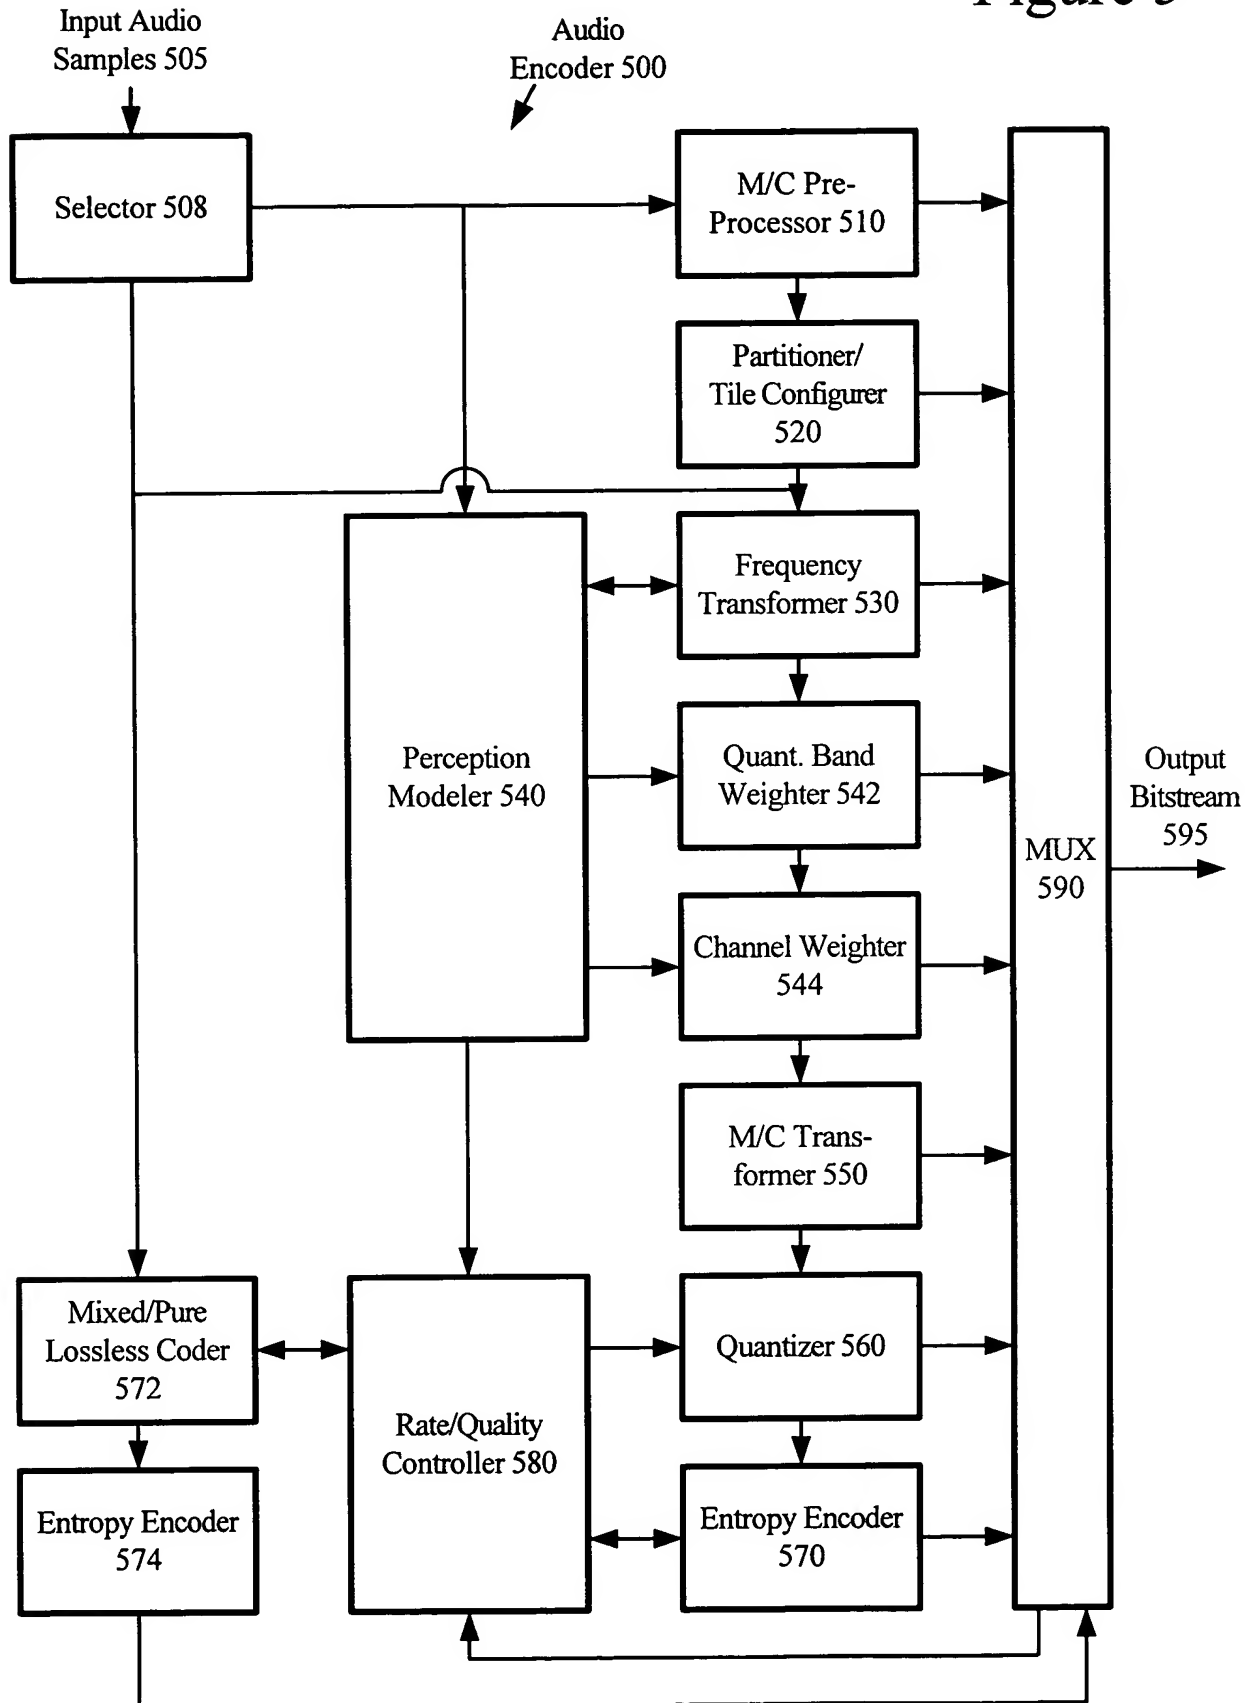 Figure 5
Input Audio
Samples 505
Audio
Encoder 500
Selector 508
M/C Pre-
Processor 510
Partitioner/
Tile Configurer
520
Frequency
Transformer 530
Perception
Modeler 540
Quant. Band
Weighter 542
Output
Bitstream
595
MUX
590
Channel Weighter
544
M/C Trans-
former 550
Mixed/Pure
Lossless Coder
572
Quantizer 560
Rate/Quality
Controller 580
Entropy Encoder
574
Entropy Encoder
570